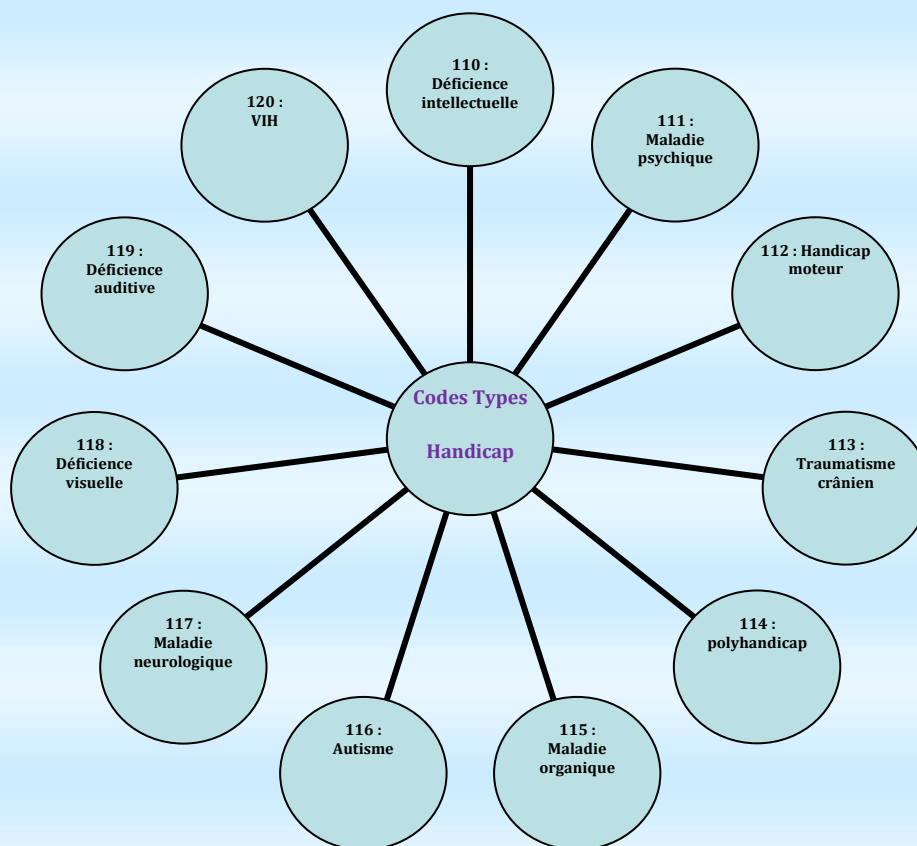 Codes Types
Handicap
110 :
Déficience
intellectuelle
111 :
Maladie
psychique
112 : Handicap
moteur
113 :
Traumatisme
crânien
114 :
polyhandicap
115 :
Maladie
organique
116 :
Autisme
117 :
Maladie
neurologique
118 :
Déficience
visuelle
119 :
Déficience
auditive
120 :
VIH